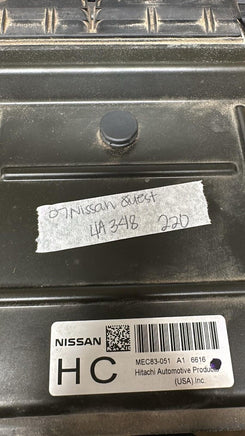 07 Nissan Quest
4A348 220
NISSAN
HC
MEC83-051 A1 6616
Hitachi Automotive Products
(USA).Inc.